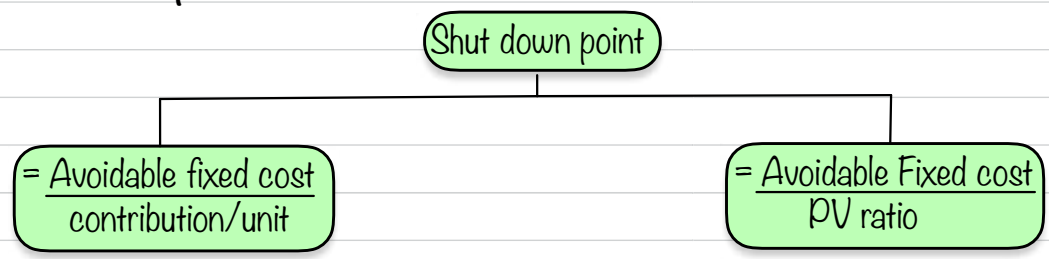 Shut down point
= Avoidable fixed cost
contribution/unit
= Avoidable Fixed cost
PV ratio